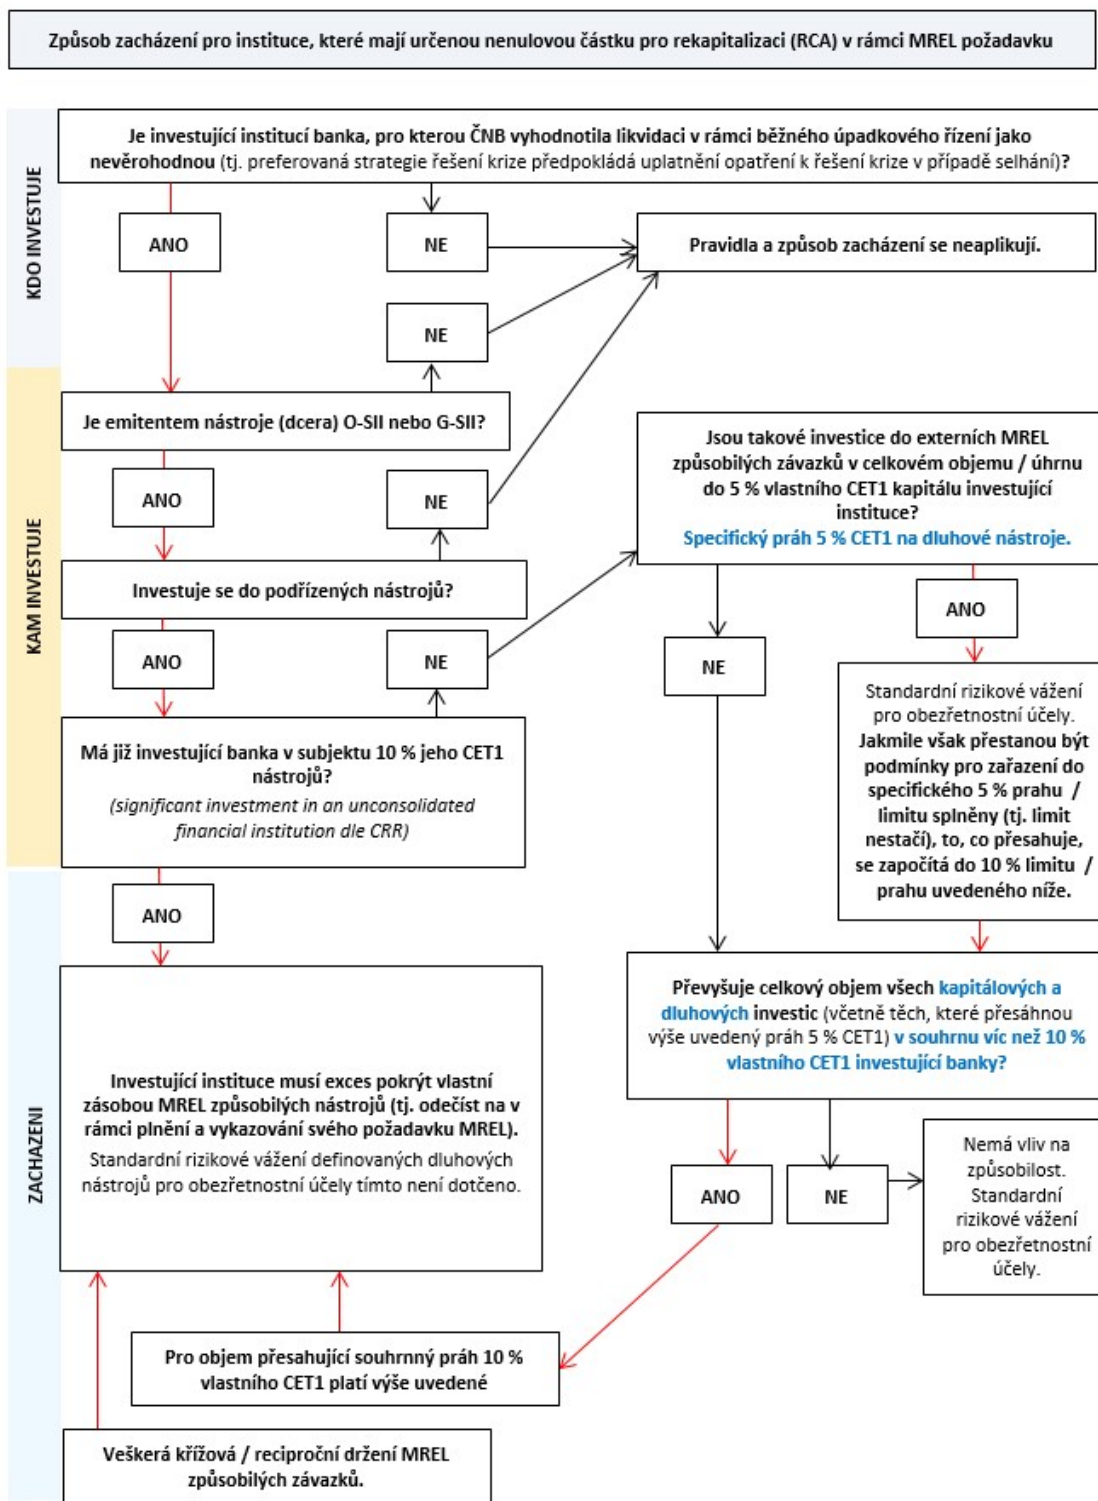 Způsob zacházení pro instituce, které mají určenou nenulovou částku pro rekapitalizaci (RCA) v rámci MREL požadavku
KDO INVESTUJE
Je investující institucí banka, pro kterou ČNB vyhodnotila likvidaci v rámci běžného úpadkového řízení jako
nevěrohodnou (tj. preferovaná strategie řešení krize předpokládá uplatnění opatření k řešení krize v případě selhání)?
ANO
NE
Pravidla a způsob zacházení se neaplikují.
NE
KAM INVESTUJE
Je emitentem nástroje (dcera) O-SII nebo G-SII?
ANO
NE
Investuje se do podřízených nástrojů?
ANO
NE
Má již investující banka v subjektu 10 % jeho CET1
nástrojů?
(significant investment in an unconsolidated
financial institution dle CRR)
Jsou takové investice do externích MREL
způsobilých závazků v celkovém objemu / úhrnu
do 5 % vlastního CET1 kapitálu investující
instituce?
Specifický práh 5 % CET1 na dluhové nástroje.
NE
ANO
Standardní rizikové vážení
pro obezřetnostní účely.
Jakmile však přestanou být
podmínky pro zařazení do
specifického 5 % prahu /
limitu splněny (tj. limit
nestačí), to, co přesahuje,
se započítá do 10 % limitu /
prahu uvedeného níže.
ZACHAZENI
ANO
Investující instituce musí exces pokrýt vlastní
zásobou MREL způsobilých nástrojů (tj. odečíst na v
rámci plnění a vykazování svého požadavku MREL).
Standardní rizikové vážení definovaných dluhových
nástrojů pro obezřetnostní účely tímto není dotčeno.
Převyšuje celkový objem všech kapitálových a
dluhových investic (včetně těch, které přesáhnou
výše uvedený práh 5 % CET1) v souhrnu víc než 10 %
vlastního CET1 investující banky?
ANO
NE
Nemá vliv na
způsobilost.
Standardní
rizikové vážení
pro obezřetnostní
účely.
Pro objem přesahující souhrnný práh 10 %
vlastního CET1 platí výše uvedené
Veškerá křížová / reciproční držení MREL
způsobilých závazků.